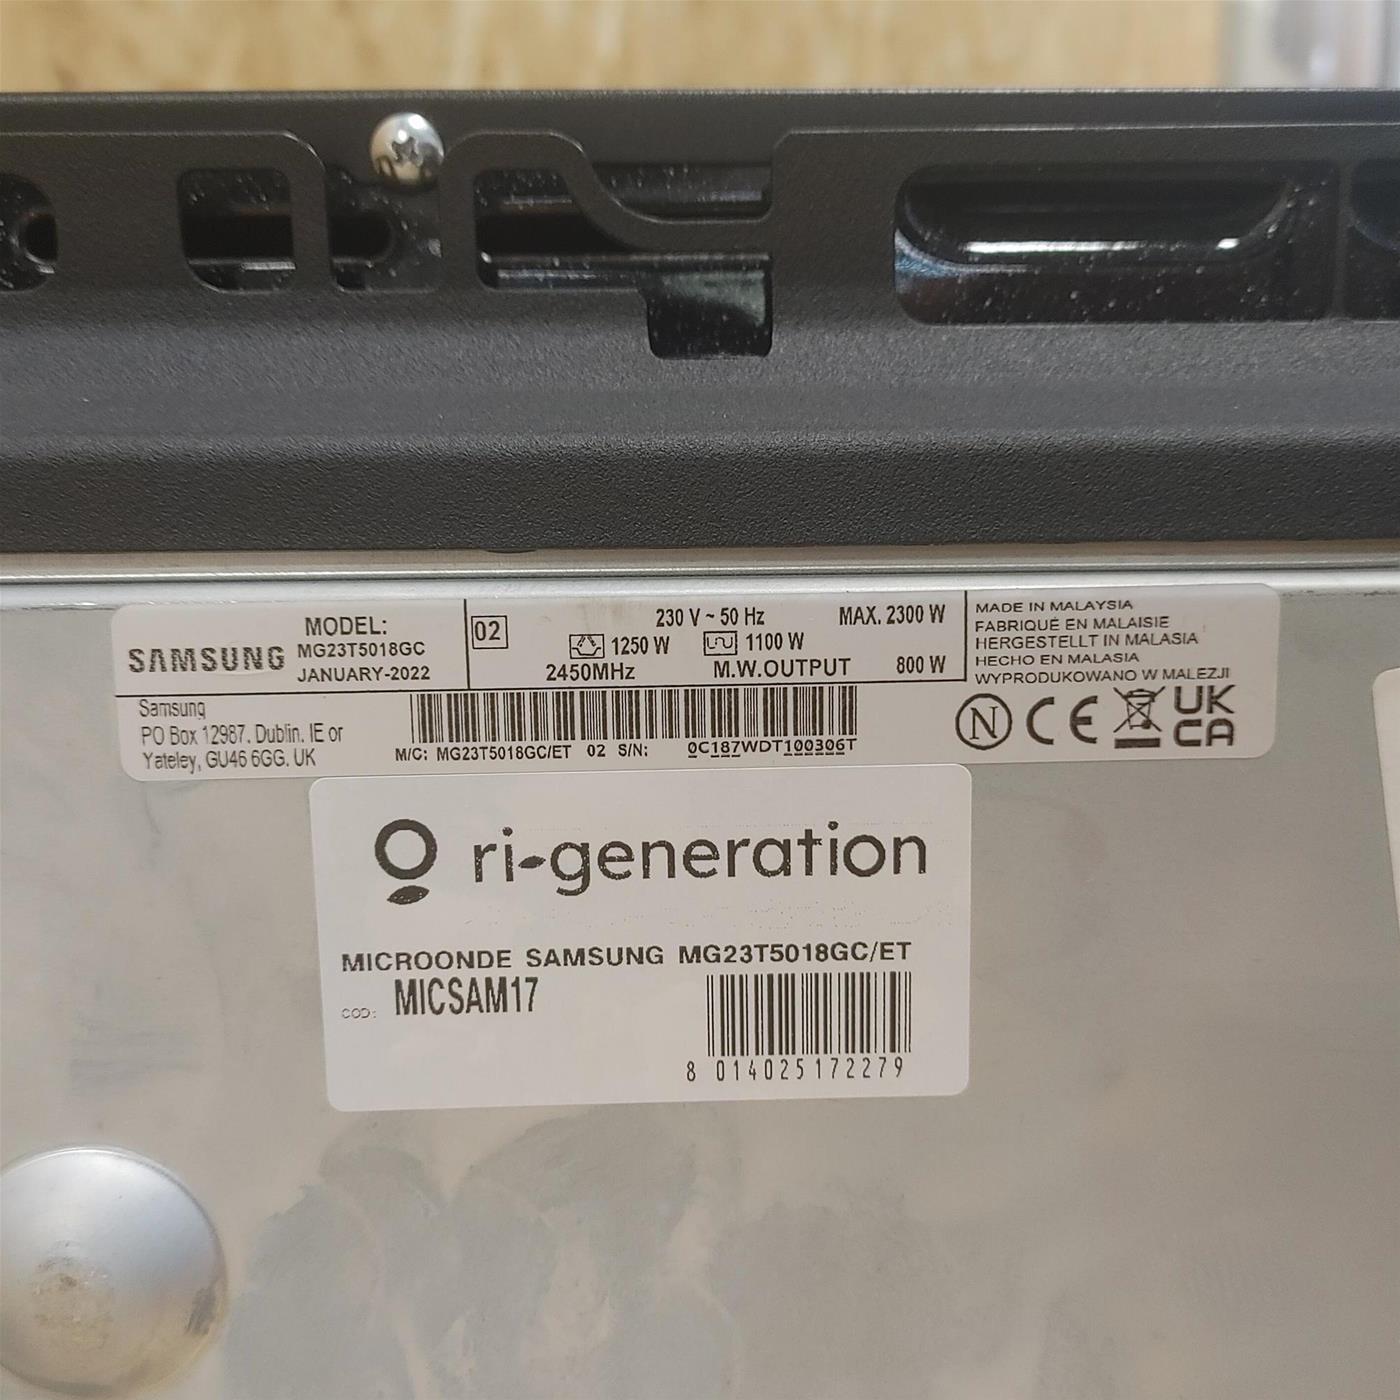 SAMSUNG
MODEL:
MG23T5018GC
JANUARY-2022
02
230 V ~ 50 Hz MAX. 2300 W
1250 W 1100 W
2450MHz M.W.OUTPUT 800 W
MADE IN MALAYSIA
FABRIQUÉ EN MALAISIE
HERGESTELLT IN MALASIA
HECHO EN MALASIA
WYPRODUKOWANO W MALEZJI
Samsung
PO Box 12987, Dublin. IE or
Yateley, GU46 6GG. UK
M/C: MG23T5018GC/ET 02 S/N: 0C187WDT100306T
N CE UK
CA
ri-generation
MICROONDE SAMSUNG MG23T5018GC/ET
COD: MICSAM17
8 014025 172279